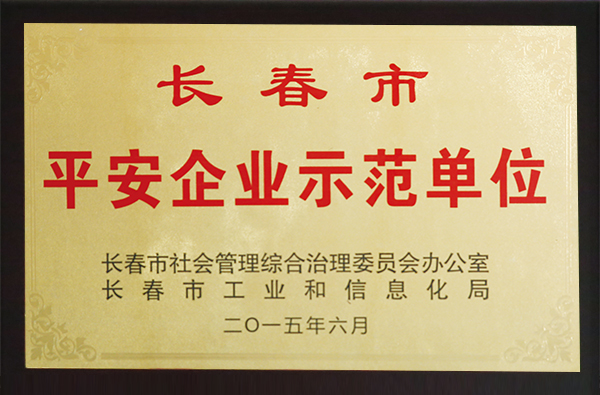 长春市
平安企业示范单位
长春市社会管理综合治理委员会办公室
长春市工业和信息化局
二O一五年六月